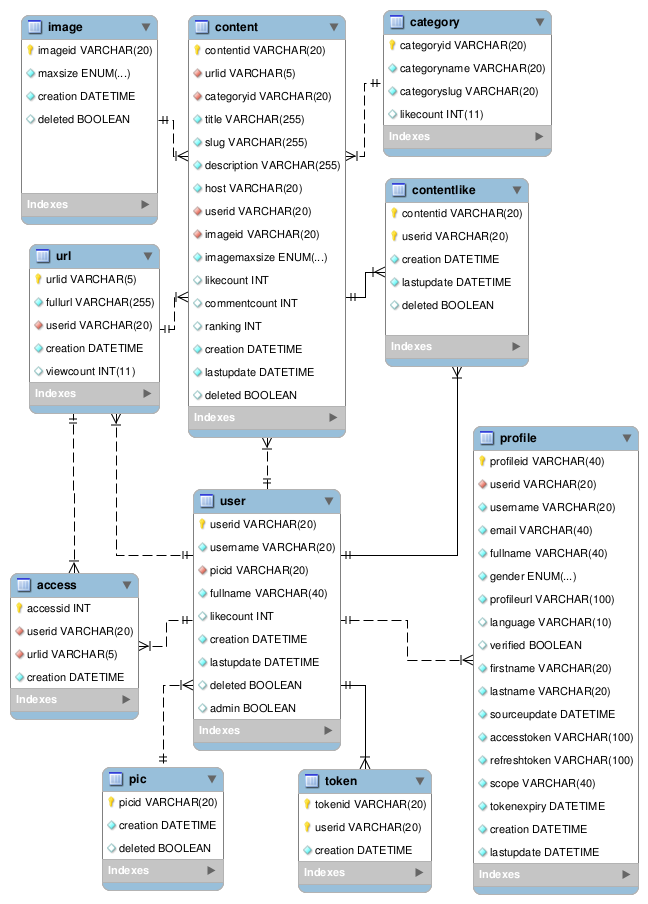 image
imageid VARCHAR(20)
maxsize ENUM(...)
creation DATETIME
deleted BOOLEAN
Indexes
content
contentid VARCHAR(20)
urlid VARCHAR(5)
categoryid VARCHAR(20)
title VARCHAR(255)
slug VARCHAR(255)
description VARCHAR(255)
host VARCHAR(20)
userid VARCHAR(20)
imageid VARCHAR(20)
imagemaxsize ENUM(...)
likecount INT
commentcount INT
ranking INT
creation DATETIME
lastupdate DATETIME
deleted BOOLEAN
Indexes
category
categoryid VARCHAR(20)
categoryname VARCHAR(20)
categoryslug VARCHAR(20)
likecount INT(11)
Indexes
contentlike
contentid VARCHAR(20)
userid VARCHAR(20)
creation DATETIME
lastupdate DATETIME
deleted BOOLEAN
Indexes
url
urlid VARCHAR(5)
fullurl VARCHAR(255)
userid VARCHAR(20)
creation DATETIME
viewcount INT(11)
Indexes
profile
profileid VARCHAR(40)
userid VARCHAR(20)
username VARCHAR(20)
email VARCHAR(40)
fullname VARCHAR(40)
gender ENUM(...)
profileurl VARCHAR(100)
language VARCHAR(10)
verified BOOLEAN
firstname VARCHAR(20)
lastname VARCHAR(20)
sourceupdate DATETIME
accesstoken VARCHAR(100)
refreshtoken VARCHAR(100)
scope VARCHAR(40)
tokenexpiry DATETIME
creation DATETIME
lastupdate DATETIME
Indexes
user
userid VARCHAR(20)
username VARCHAR(20)
picid VARCHAR(20)
fullname VARCHAR(40)
likecount INT
creation DATETIME
lastupdate DATETIME
deleted BOOLEAN
admin BOOLEAN
Indexes
access
accessid INT
userid VARCHAR(20)
urlid VARCHAR(5)
creation DATETIME
Indexes
pic
picid VARCHAR(20)
creation DATETIME
deleted BOOLEAN
Indexes
token
tokenid VARCHAR(20)
userid VARCHAR(20)
creation DATETIME
Indexes